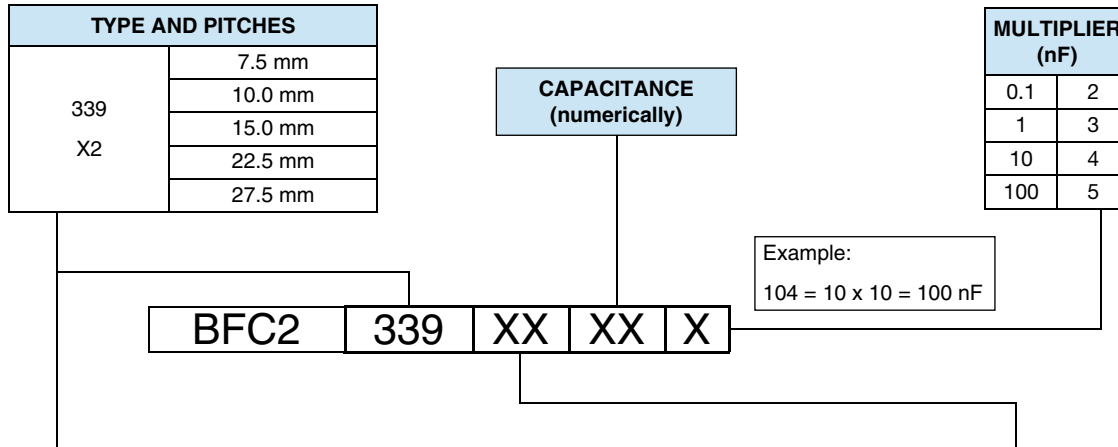 TYPE AND PITCHES
339
X2
7.5 mm
10.0 mm
15.0 mm
22.5 mm
27.5 mm
CAPACITANCE
(numerically)
MULTIPLIER
(nF)
0.1 2
1 3
10 4
100 5
Example:
104 = 10 x 10 = 100 nF
BFC2 339 XX XX X